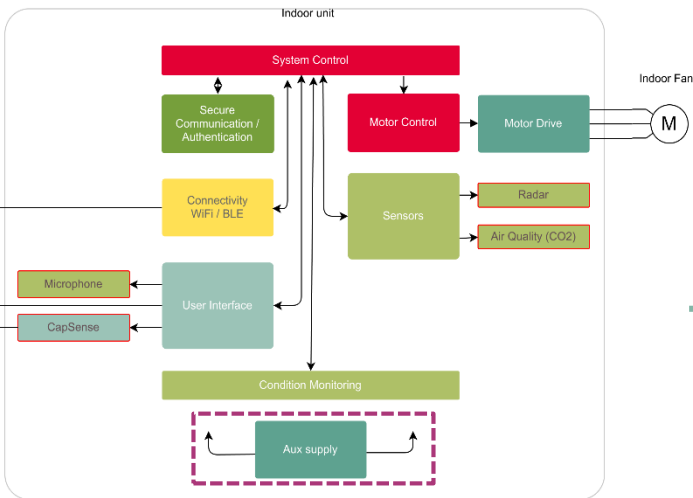 Indoor unit
System Control
Indoor Fan
Secure
Communication /
Authentication
Motor Control
Motor Drive
M
Connectivity
WiFi / BLE
Sensors
Radar
Air Quality (CO2)
Microphone
User Interface
CapSense
Condition Monitoring
Aux supply